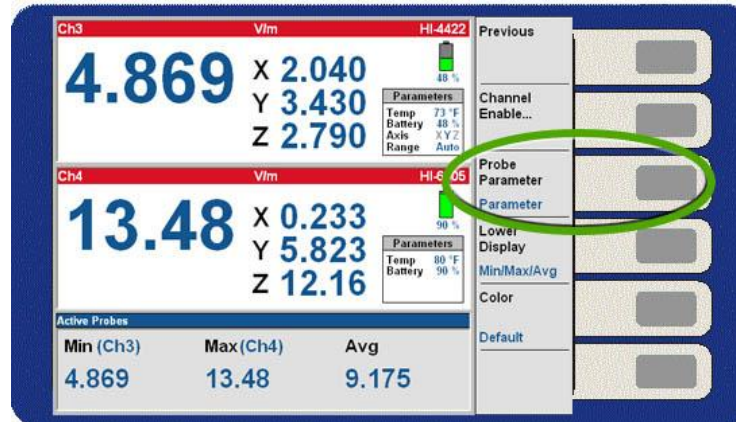 Ch3 V/m HI-4422
4.869
X 2.040
Y 3.430
Z 2.790
48 %
Parameters
Temp 73 °F
Battery 48 %
Axis XYZ
Range Auto
Ch4 V/m
13.48
X 0.233
Y 5.823
Z 12.16
90 %
Parameters
Temp 80 °F
Battery 90 %
Active Probes
Min (Ch3) Max (Ch4) Avg
4.869 13.48 9.175
Previous
Channel
Enable...
Probe
Parameter
Parameter
Lower
Display
Min/Max/Avg
Color
Default